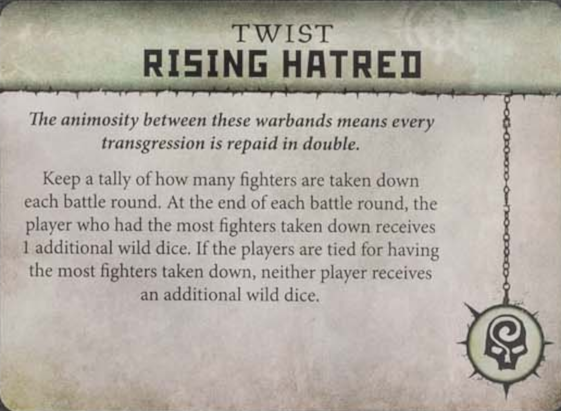 TWIST
RISING HATRED
The animosity between these warbands means every
transgression is repaid in double.
Keep a tally of how many fighters are taken down
each battle round. At the end of each battle round, the
player who had the most fighters taken down receives
1 additional wild dice. If the players are tied for having
the most fighters taken down, neither player receives
an additional wild dice.